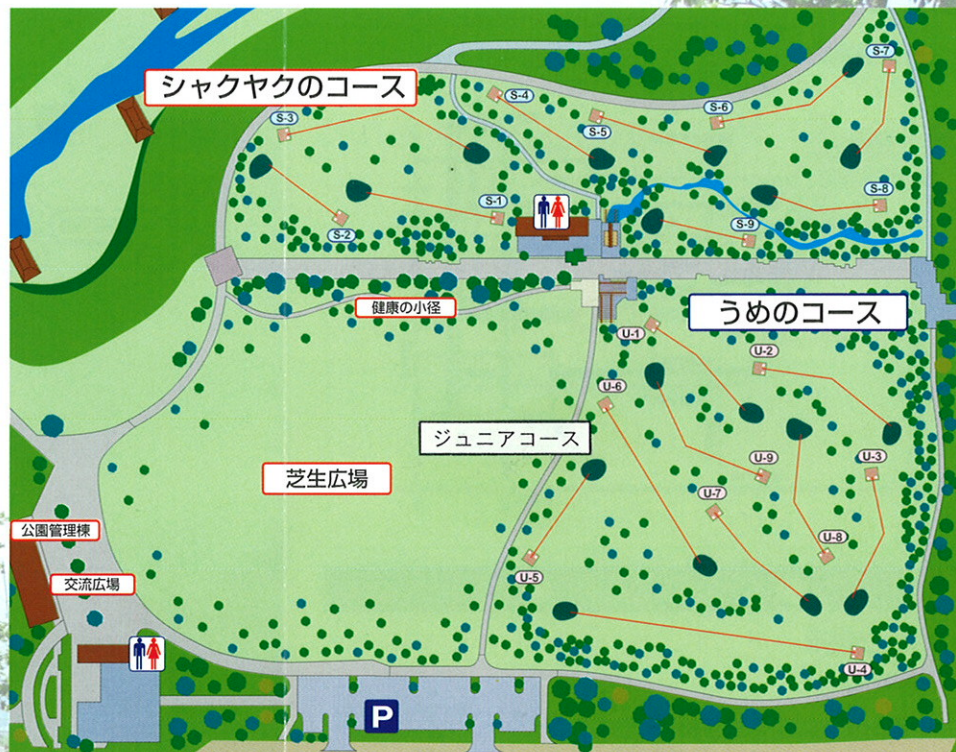 シャクヤクのコース
S-7
S-4
S-6
S-5
S-3
S-1
S-8
S-2
S-9
健康の小径
うめのコース
U-1
U-2
U-6
ジュニアコース
U-9
U-3
芝生広場
U-7
公園管理棟
U-8
交流広場
U-5
U-4
P